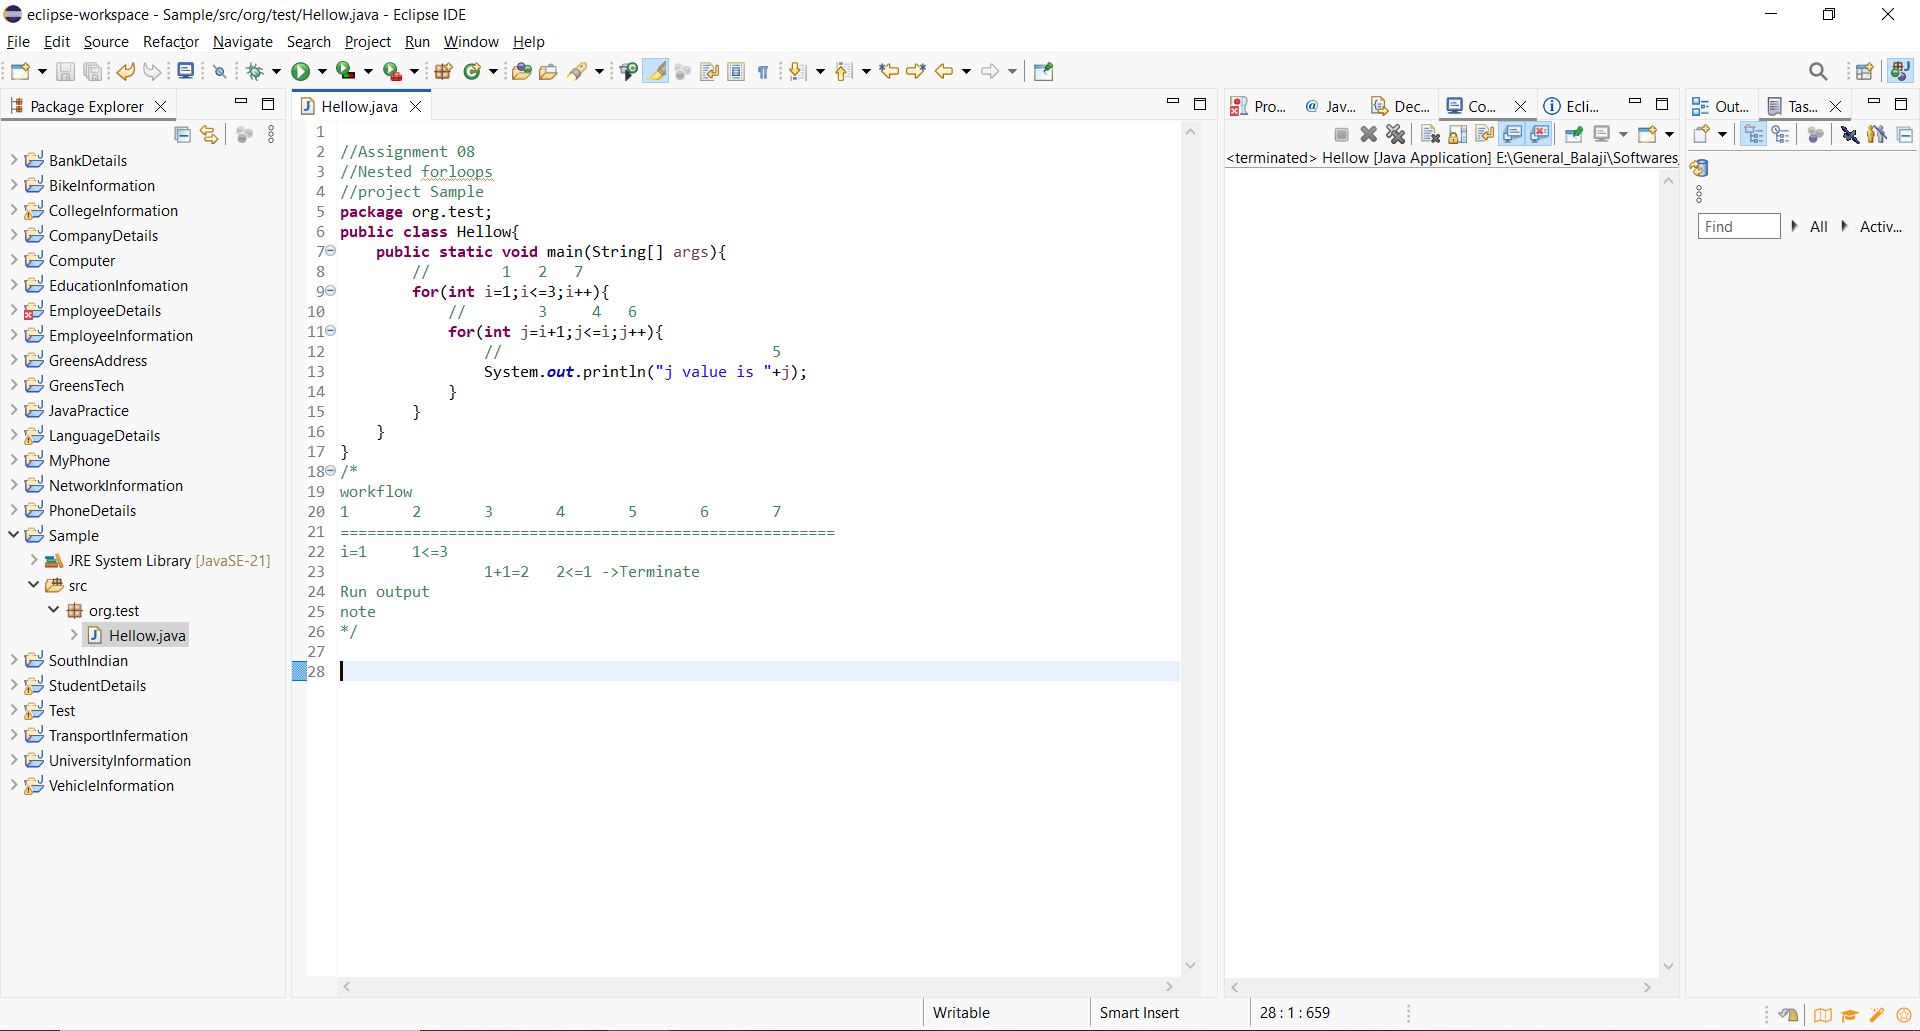 eclipse-workspace - Sample/src/org/test/Hellow.java - Eclipse IDE
File Edit Source Refactor Navigate Search Project Run Window Help
Package Explorer
BankDetails
BikeInformation
CollegeInformation
CompanyDetails
Computer
EducationInfomation
EmployeeDetails
EmployeeInformation
GreensAddress
GreensTech
JavaPractice
LanguageDetails
MyPhone
NetworkInformation
PhoneDetails
Sample
JRE System Library [JavaSE-21]
src
org.test
Hellow.java
SouthIndian
StudentDetails
Test
TransportInfermation
UniversityInformation
VehicleInformation
Hellow.java
1
2 //Assignment 08
3 //Nested forloops
4 //project Sample
5 package org.test;
6 public class Hellow{
7 public static void main(String[] args){
8 // 1 2 7
9 for(int i=1;i<=3;i++){
10 // 3 4 6
11 for(int j=i+1;j<=i;j++){
12 // 5
13 System.out.println("j value is "+j);
14 }
15 }
16 }
17 }
18 /*
19 workflow
20 1 2 3 4 5 6 7
21 =======================================================
22 i=1 1<=3
23 1+1=2 2<=1 ->Terminate
24 Run output
25 note
26 */
27
28
Pro... @ Jav... Dec... Co... Ecli...
<terminated> Hellow [Java Application] E:\General_Balaji\Softwares
Out... Tas...
Find All Activ...
Writable Smart Insert 28 : 1 : 659